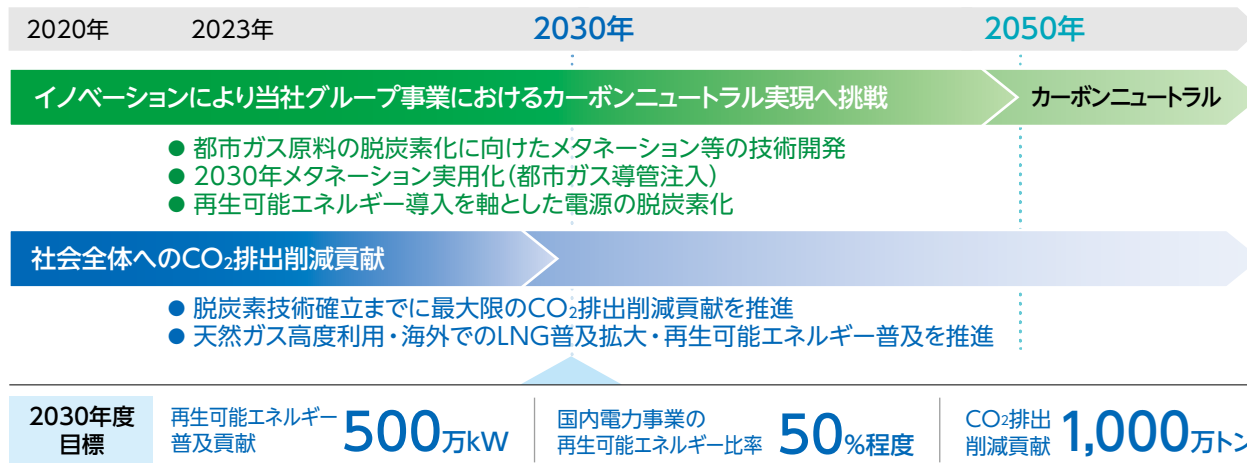 2020年 2023年 2030年 2050年
イノベーションにより当社グループ事業におけるカーボンニュートラル実現へ挑戦 カーボンニュートラル
● 都市ガス原料の脱炭素化に向けたメタネーション等の技術開発
● 2030年メタネーション実用化(都市ガス導管注入)
● 再生可能エネルギー導入を軸とした電源の脱炭素化
社会全体へのCO₂排出削減貢献
● 脱炭素技術確立までに最大限のCO₂排出削減貢献を推進
● 天然ガス高度利用・海外でのLNG普及拡大・再生可能エネルギー普及を推進
2030年度
目標
再生可能エネルギー
普及貢献
500万kW
国内電力事業の
再生可能エネルギー比率
50%程度
CO₂排出
削減貢献
1,000万トン